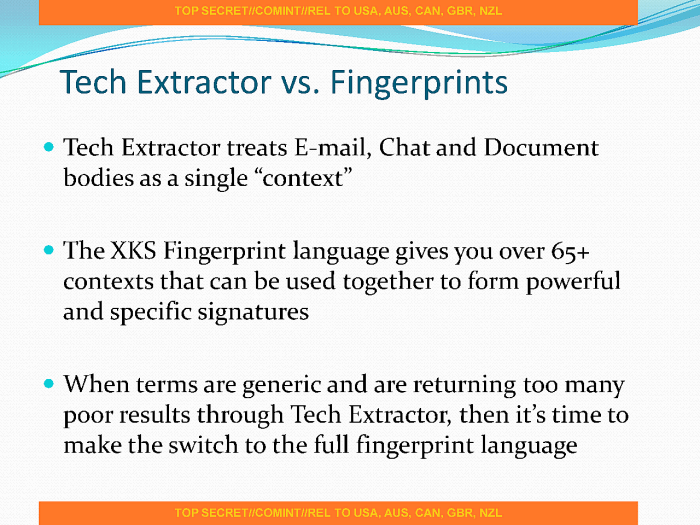 TOP SECRET//COMINT//REL TO USA, AUS, CAN, GBR, NZL
Tech Extractor vs. Fingerprints
Tech Extractor treats E-mail, Chat and Document
bodies as a single “context”
The XKS Fingerprint language gives you over 65+
contexts that can be used together to form powerful
and specific signatures
When terms are generic and are returning too many
poor results through Tech Extractor, then it’s time to
make the switch to the full fingerprint language
TOP SECRET//COMINT//REL TO USA, AUS, CAN, GBR, NZL